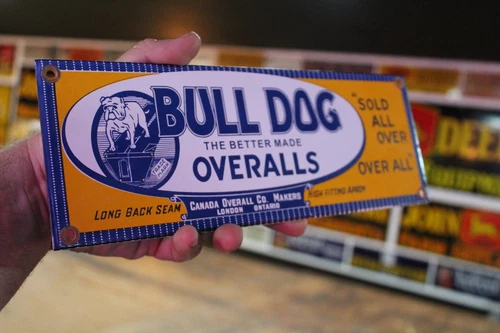 BULL DOG
THE BETTER MADE
OVERALLS
"SOLD
ALL
OVER
OVER ALL"
LONG BACK SEAM
CANADA OVERALL CO. MAKERS
LONDON ONTARIO
HIGH FITTING APRON